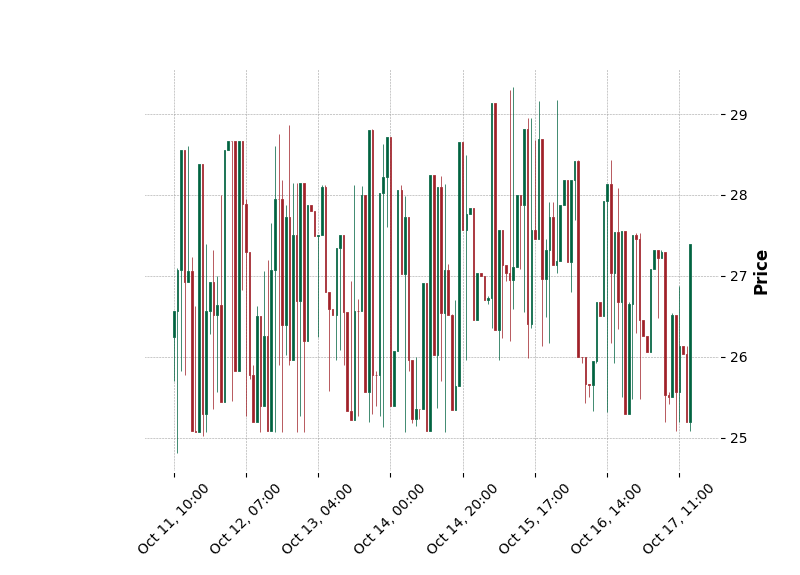 29
28
27
26
25
Price
Oct 11, 10:00
Oct 12, 07:00
Oct 13, 04:00
Oct 14, 00:00
Oct 14, 20:00
Oct 15, 17:00
Oct 16, 14:00
Oct 17, 11:00